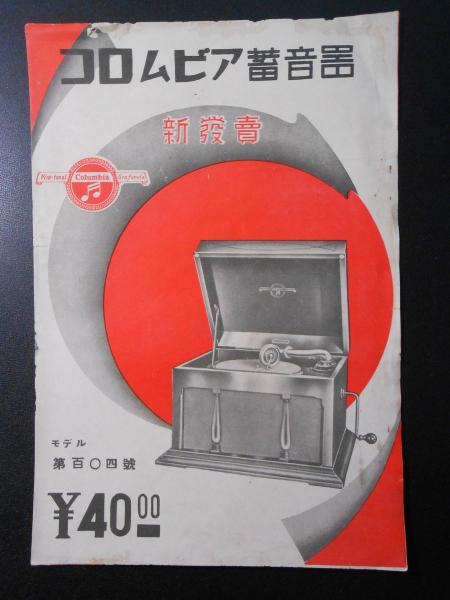 コロムビア蓄音器
新發賣
Viva-tonal Columbia Grafonola
モデル
第百〇四號
¥40.00